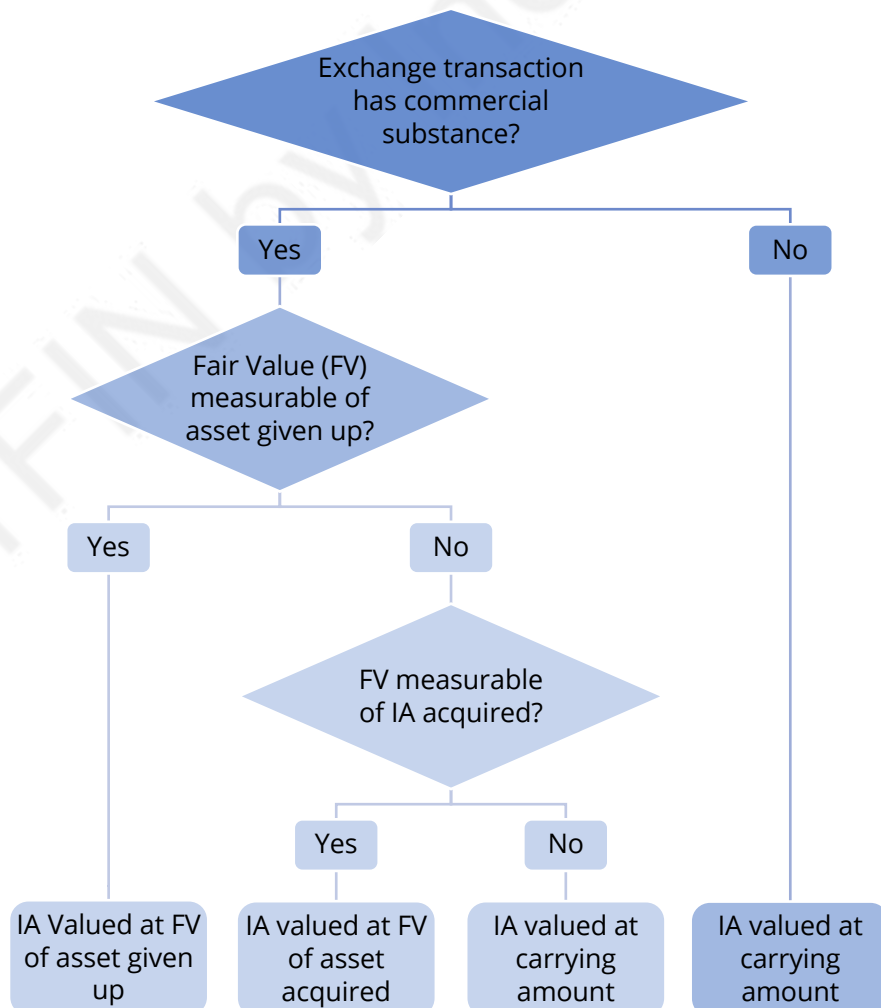 Exchange transaction
has commercial
substance?
Yes
No
Fair Value (FV)
measurable of
asset given up?
Yes
No
FV measurable
of IA acquired?
Yes
No
IA Valued at FV
of asset given
up
IA valued at FV
of asset
acquired
IA valued at
carrying
amount
IA valued at
carrying
amount